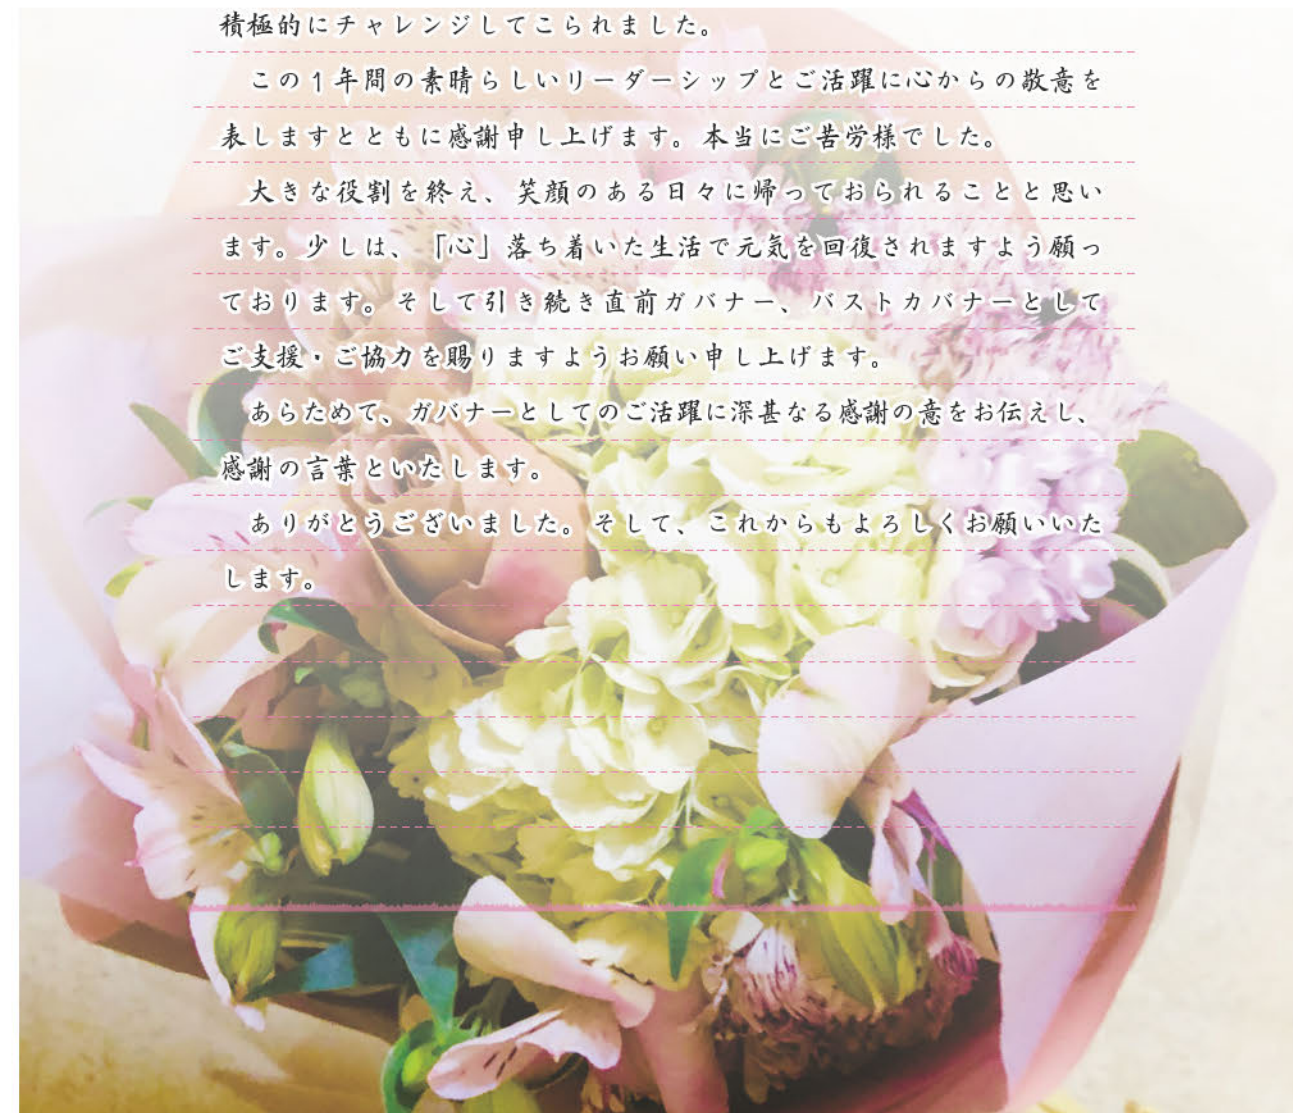 積極的にチャレンジしてこられました。
この1年間の素晴らしいリーダーシップとご活躍に心からの敬意を
表しますとともに感謝申し上げます。本当にご苦労様でした。
大きな役割を終え、笑顔のある日々に帰っておられることと思い
ます。少しは、「心」落ち着いた生活で元気を回復されますよう願っ
ております。そして引き続き直前ガバナー、バストカバナーとして
ご支援・ご協力を賜りますようお願い申し上げます。
あらためて、ガバナーとしてのご活躍に深甚なる感謝の意をお伝えし、
感謝の言葉といたします。
ありがとうございました。そして、これからもよろしくお願いいた
します。